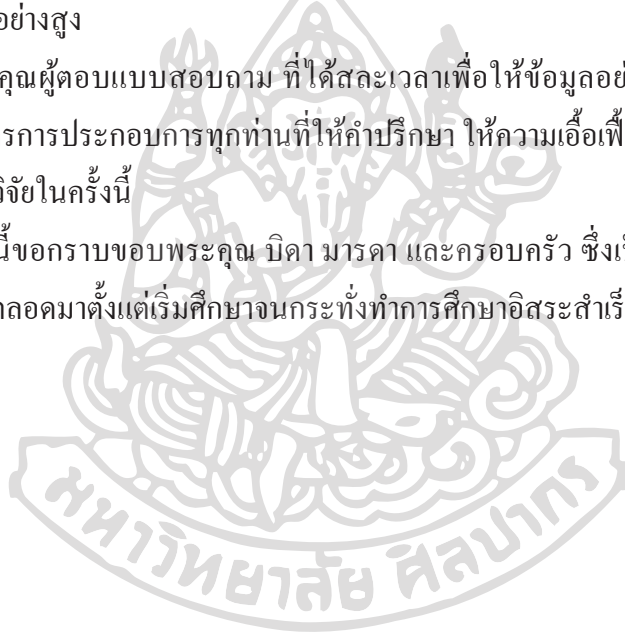 อย่างสูง
คุณผู้ตอบแบบสอบถาม ที่ได้สละเวลาเพื่อให้ข้อมูลอย
รการประกอบการทุกท่านที่ให้คำปรึกษา ให้ความเอื้อเฟื้
วิจัยในครั้งนี้
นี้ขอกราบขอบพระคุณ บิดา มารดา และครอบครัว ซึ่งเป
ตลอดมาตั้งแต่เริ่มศึกษาจนกระทั่งทำการศึกษาอิสระสำเร็
มหาวิทยาลัย ศิลปากร